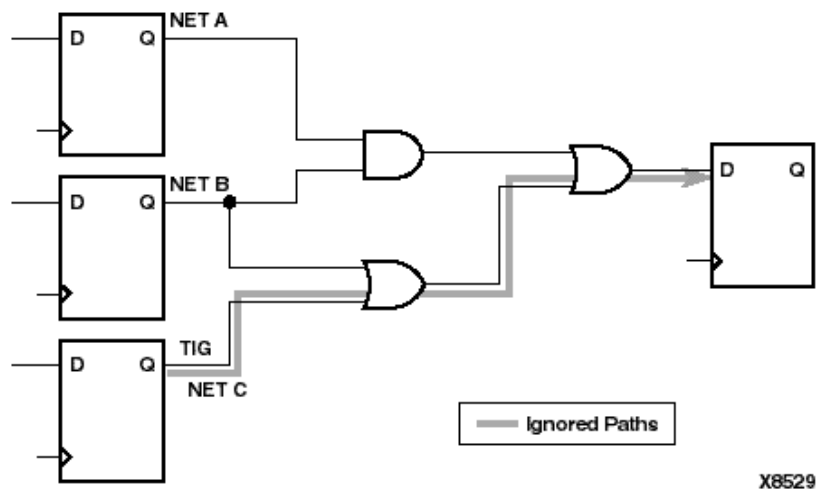 NET A
D Q
NET B
D Q
D Q
TIG
D Q
NET C
Ignored Paths
X8529